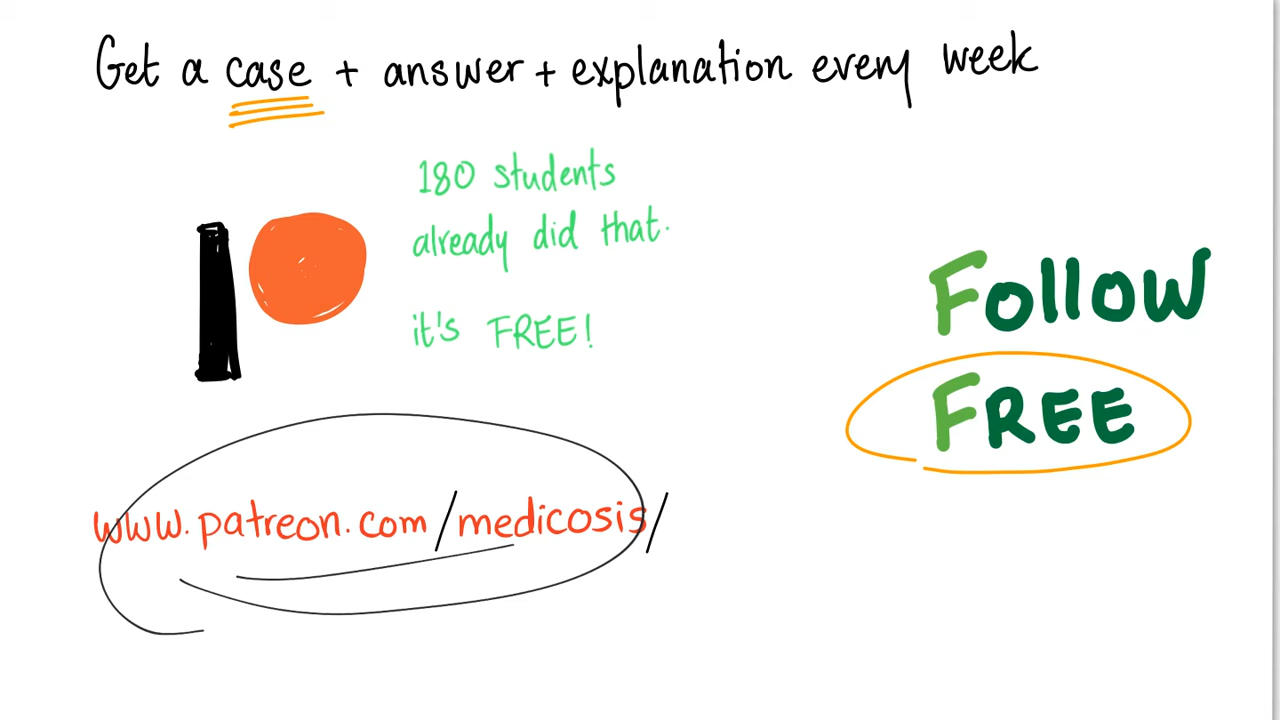 Get a case + answer + explanation every week
180 students
already did that.
it's FREE!
Follow
FREE
www.patreon.com/medicosis/